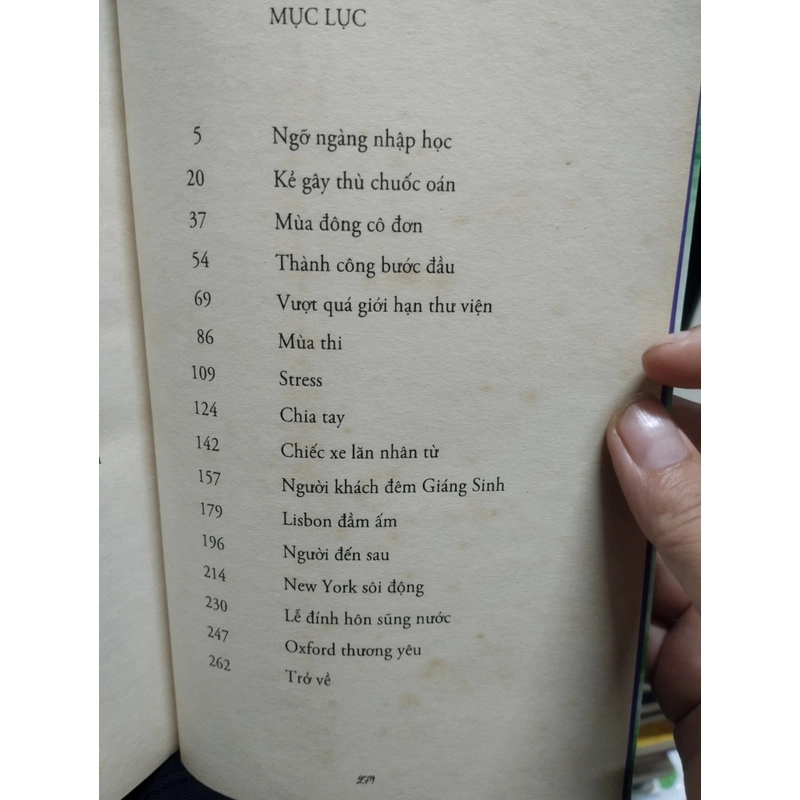 MỤC LỤC
5 Ngỡ ngàng nhập học
20 Kẻ gây thù chuốc oán
37 Mùa đông cô đơn
54 Thành công bước đầu
69 Vượt quá giới hạn thư viện
86 Mùa thi
109 Stress
124 Chia tay
142 Chiếc xe lăn nhân từ
157 Người khách đêm Giáng Sinh
179 Lisbon đầm ấm
196 Người đến sau
214 New York sôi động
230 Lễ đính hôn sũng nước
247 Oxford thương yêu
262 Trở về